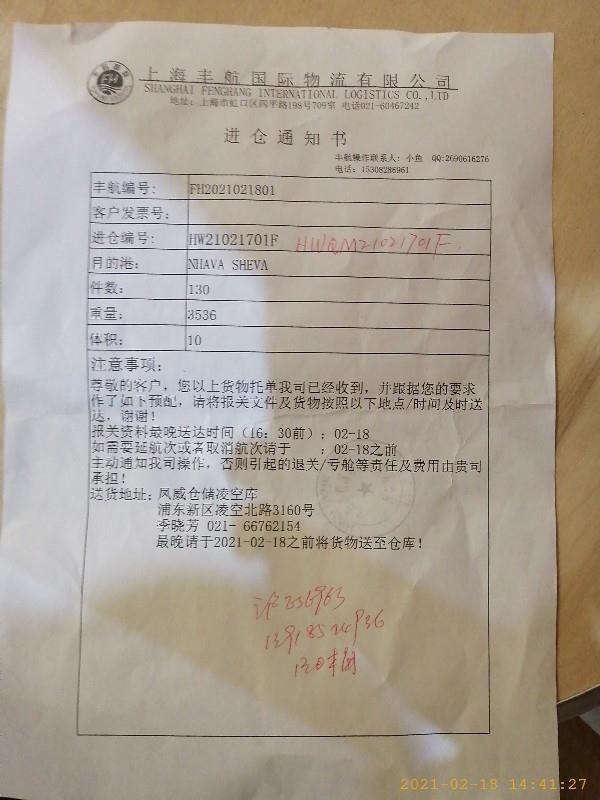 上海丰航国际物流有限公司
SHANGHAI FENGHANG INTERNATIONAL LOGISTICS CO.,LTD
地址:上海市虹口区四平路198号709室 电话021-60467242
进仓通知书
丰航操作联系人:小鱼 QQ:2690616276
电话:15308286961
丰航编号: FH2021021801
客户发票号:
进仓编号: HW21021701F HWQM21021701F.
目的港: NHAVA SHEVA
件数: 130
重量: 3536
体积: 10
注意事项:
尊敬的客户,您以上货物托单我司已经收到,并跟据您的要求
作了如下预配,请将报关文件及货物按照以下地点/时间及时送
达,谢谢!
报关资料最晚送达时间(16:30前):02-18
如需要延航次或者取消航次请于 :02-18之前
主动通知我司操作,否则引起的退关/亏舱等责任及费用由贵司
承担!
送货地址:凤威仓储凌空库
浦东新区凌空北路3160号
李晓芳 021- 66762154
最晚请于2021-02-18之前将货物送至仓库!
13918524936
2021-02-18 14:41:27